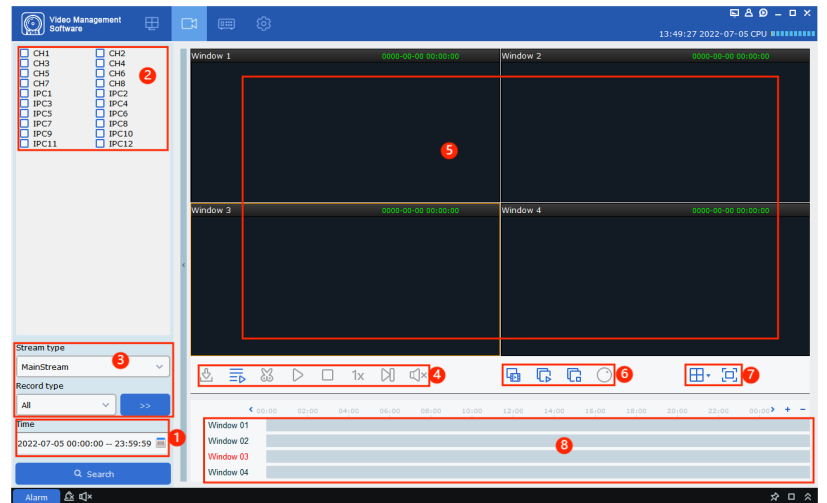 Video Management
Software
13:49:27 2022-07-05 CPU
CH1 CH2
CH3 CH4
CH5 CH6
CH7 CH8
IPC1 IPC2
IPC3 IPC4
IPC5 IPC6
IPC7 IPC8
IPC9 IPC10
IPC11 IPC12
2
Window 1 0000-00-00 00:00:00 Window 2 0000-00-00 00:00:00
5
Window 3 0000-00-00 00:00:00 Window 4 0000-00-00 00:00:00
Stream type
MainStream
3
Record type
All >>
1x 4 6 7
Time
2022-07-05 00:00:00 -- 23:59:59 1
Search
< 00:00 02:00 04:00 06:00 08:00 10:00 12:00 14:00 16:00 18:00 20:00 22:00 00:00 > + -
Window 01
Window 02
8
Window 03
Window 04
Alarm